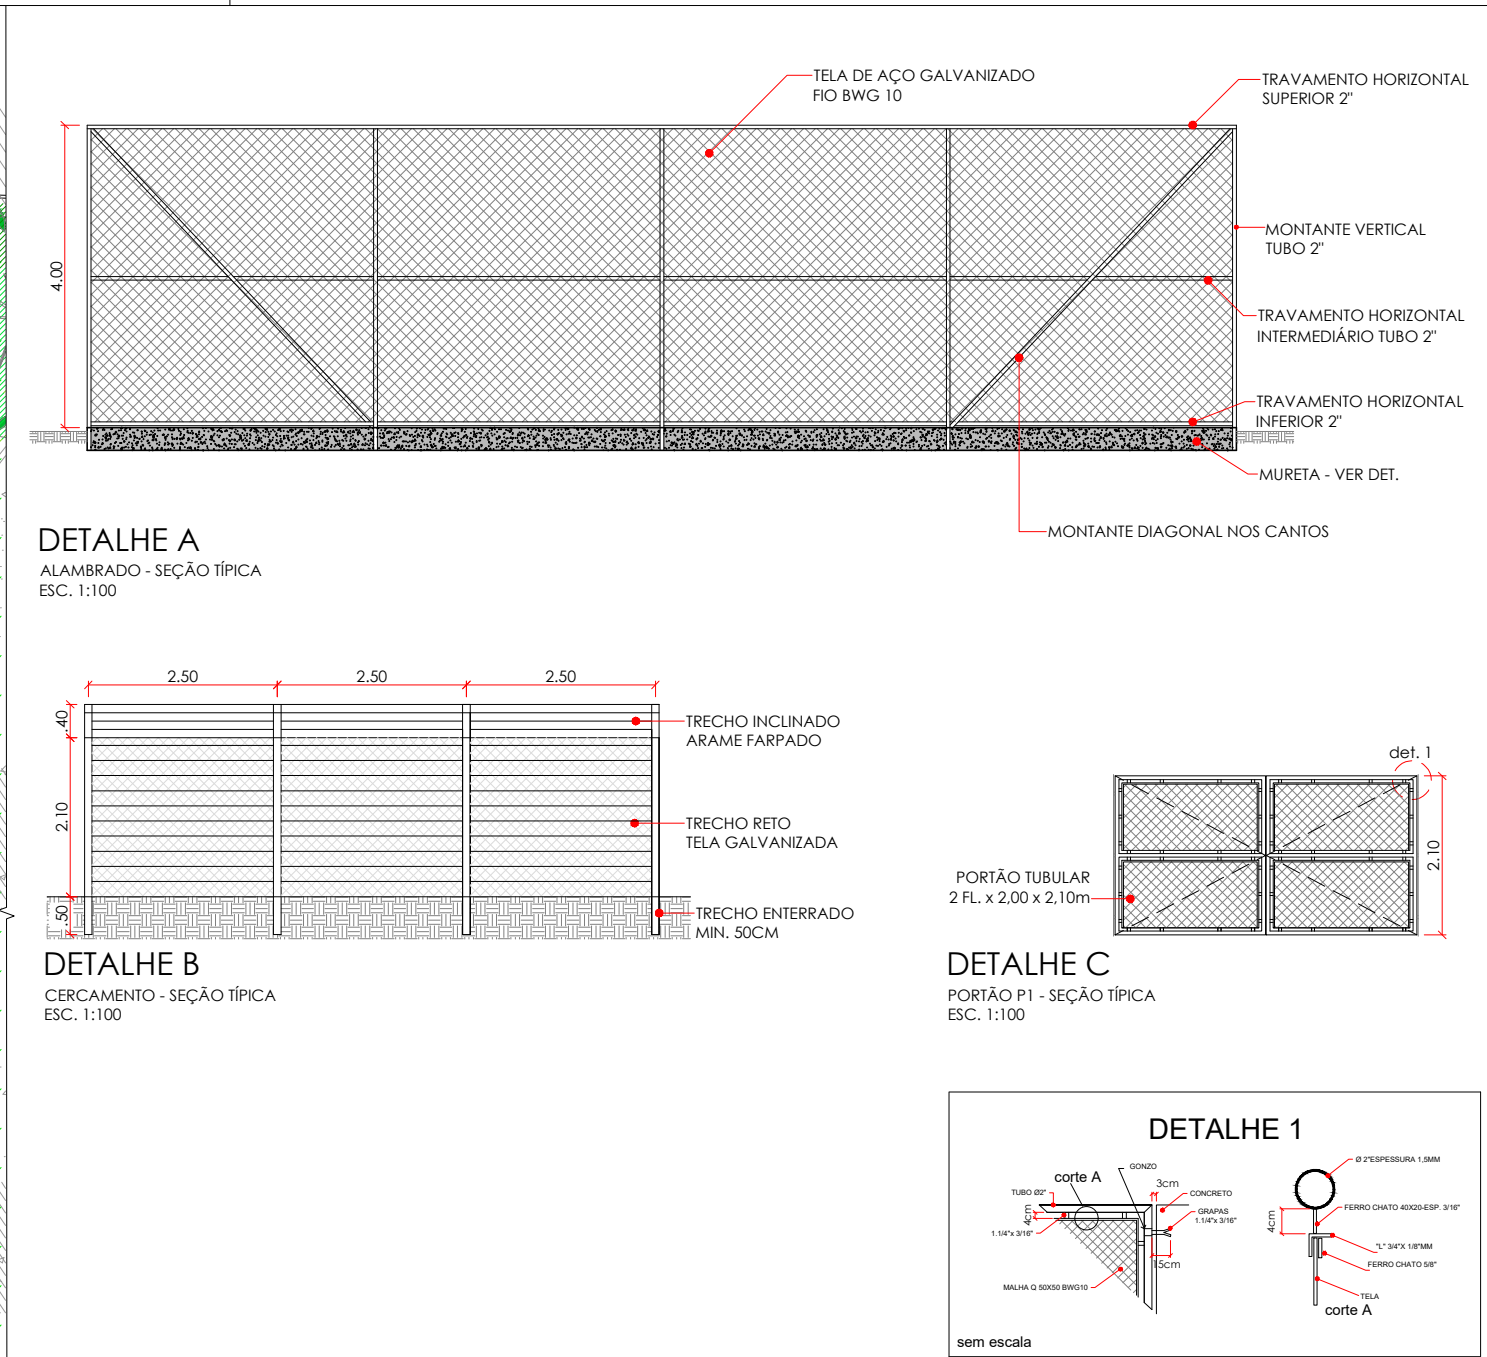 TELA DE AÇO GALVANIZADO
FIO BWG 10
TRAVAMENTO HORIZONTAL
SUPERIOR 2"
4.00
MONTANTE VERTICAL
TUBO 2"
TRAVAMENTO HORIZONTAL
INTERMEDIÁRIO TUBO 2"
TRAVAMENTO HORIZONTAL
INFERIOR 2"
MURETA - VER DET.
MONTANTE DIAGONAL NOS CANTOS
DETALHE A
ALAMBRADO - SEÇÃO TÍPICA
ESC. 1:100
2.50
2.50
2.50
.40
2.10
.50
TRECHO INCLINADO
ARAME FARPADO
TRECHO RETO
TELA GALVANIZADA
TRECHO ENTERRADO
MIN. 50CM
DETALHE B
CERCAMENTO - SEÇÃO TÍPICA
ESC. 1:100
det. 1
2.10
PORTÃO TUBULAR
2 FL. x 2,00 x 2,10m
DETALHE C
PORTÃO P1 - SEÇÃO TÍPICA
ESC. 1:100
DETALHE 1
corte A
GONZO
TUBO Ø2"
3cm
CONCRETO
4cm
GRAPAS
1.1/4"x 3/16"
1.1/4"x 3/16"
15cm
MALHA Q 50X50 BWG10
Ø 2"ESPESSURA 1,5MM
4cm
FERRO CHATO 40X20-ESP. 3/16"
"L" 3/4"X 1/8"MM
FERRO CHATO 5/8"
TELA
corte A
sem escala